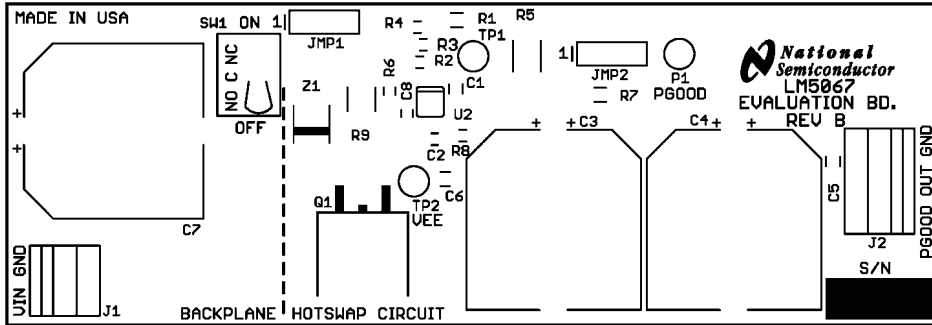 MADE IN USA
SW1 ON
1
JMP1
R4
R1
R5
TP1
R3
R2
1
JMP2
P1
PGOOD
National
Semiconductor
LM5067
EVALUATION BD.
REV B
NO C NC
OFF
Z1
R6
C8
C1
U2
R7
R9
C2
R8
+
+
+
+C3
C4+
+
C5
C6
Q1
TP2
VEE
C7
VIN GND
J1
PGOOD OUT GND
J2
S/N
BACKPLANE
HOTSWAP CIRCUIT